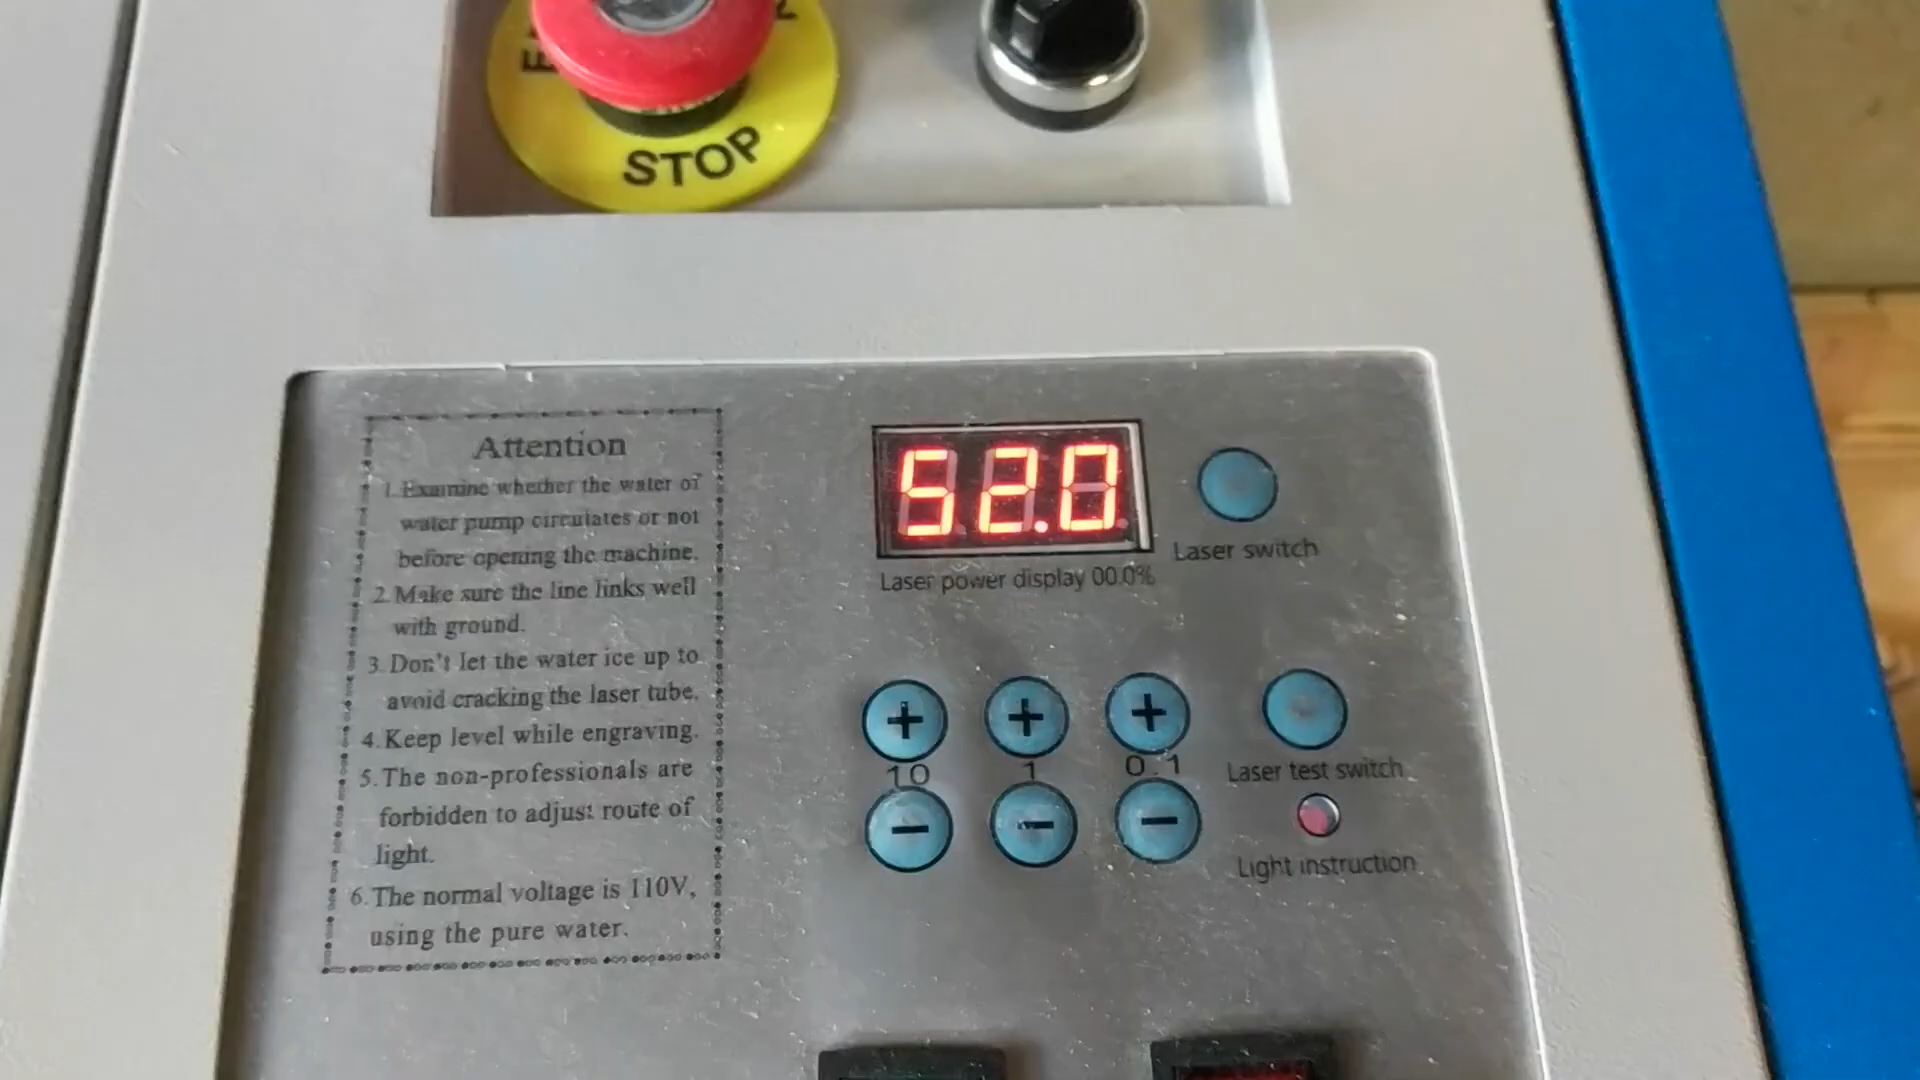 STOP
Attention
1. Examine whether the water of
water pump circulates or not
before opening the machine.
2. Make sure the line links well
with ground.
3. Don't let the water ice up to
avoid cracking the laser tube.
4. Keep level while engraving.
5. The non-professionals are
forbidden to adjust route of
light.
6. The normal voltage is 110V,
using the pure water.
52.0
Laser power display 00.0%
Laser switch
+ + +
10 1 0.1
- - -
Laser test switch
Light instruction